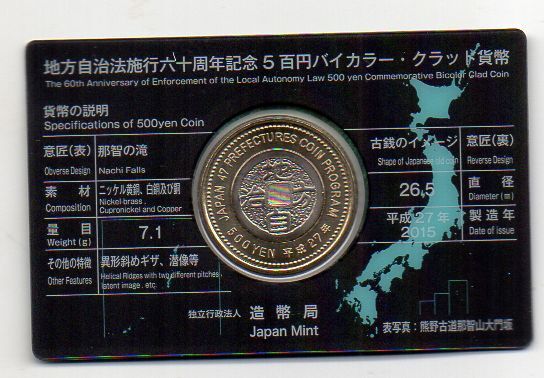 地方自治法施行六十周年記念5百円バイカラー・クラッド貨幣
The 60th Anniversary of Enforcement of the Local Autonomy Law 500 yen Commemorative Bicolor Clad Coin
貨幣の説明
Specifications of 500yen Coin
意匠(表) 那智の滝
Obverse Design Nachi Falls
素材 ニッケル黄銅、白銅及び銅
Composition Nickel-brass, Cupronickel and Copper
量目 7.1
Weight (g)
その他の特徴 異形斜めギザ、潜像等
Other Features Helical Ridges with two different pitches, latent image, etc.
JAPAN 47 PREFECTURES COIN PROGRAM
500YEN 平成27年
古銭のイメージ 意匠(裏)
Shape of Japanese old coin Reverse Design
26.5 直径
Diameter (㎜)
平成27年 製造年
2015 Date of issue
独立行政法人 造幣局
Japan Mint
表写真:熊野古道那智山大門坂